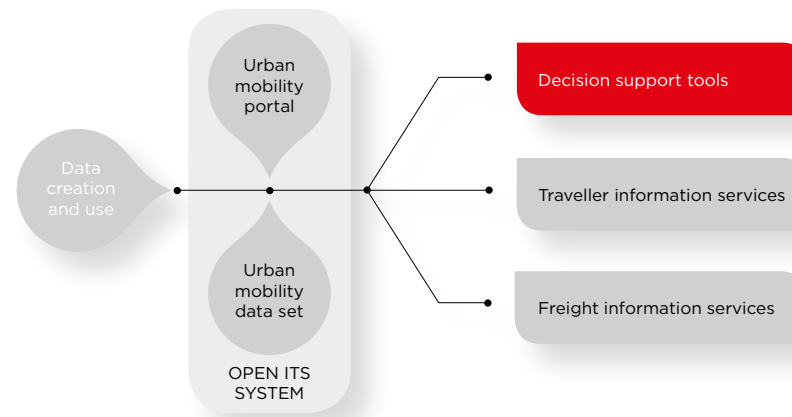 Data
creation
and use
Urban
mobility
portal
Urban
mobility
data set
OPEN ITS
SYSTEM
Decision support tools
Traveller information services
Freight information services